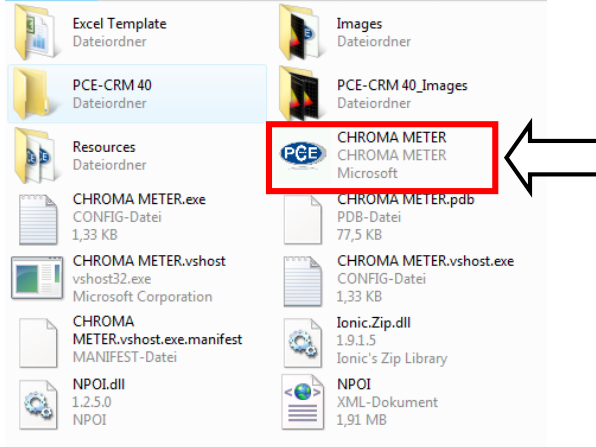 Excel Template
Dateiordner
Images
Dateiordner
PCE-CRM 40
Dateiordner
PCE-CRM 40_Images
Dateiordner
Resources
Dateiordner
PCE
CHROMA METER
CHROMA METER
Microsoft
CHROMA METER.exe
CONFIG-Datei
1,33 KB
CHROMA METER.pdb
PDB-Datei
77,5 KB
CHROMA METER.vshost
vshost32.exe
Microsoft Corporation
CHROMA METER.vshost.exe
CONFIG-Datei
1,33 KB
CHROMA
METER.vshost.exe.manifest
MANIFEST-Datei
Ionic.Zip.dll
1.9.1.5
Ionic's Zip Library
NPOI.dll
1.2.5.0
NPOI
NPOI
XML-Dokument
1,91 MB